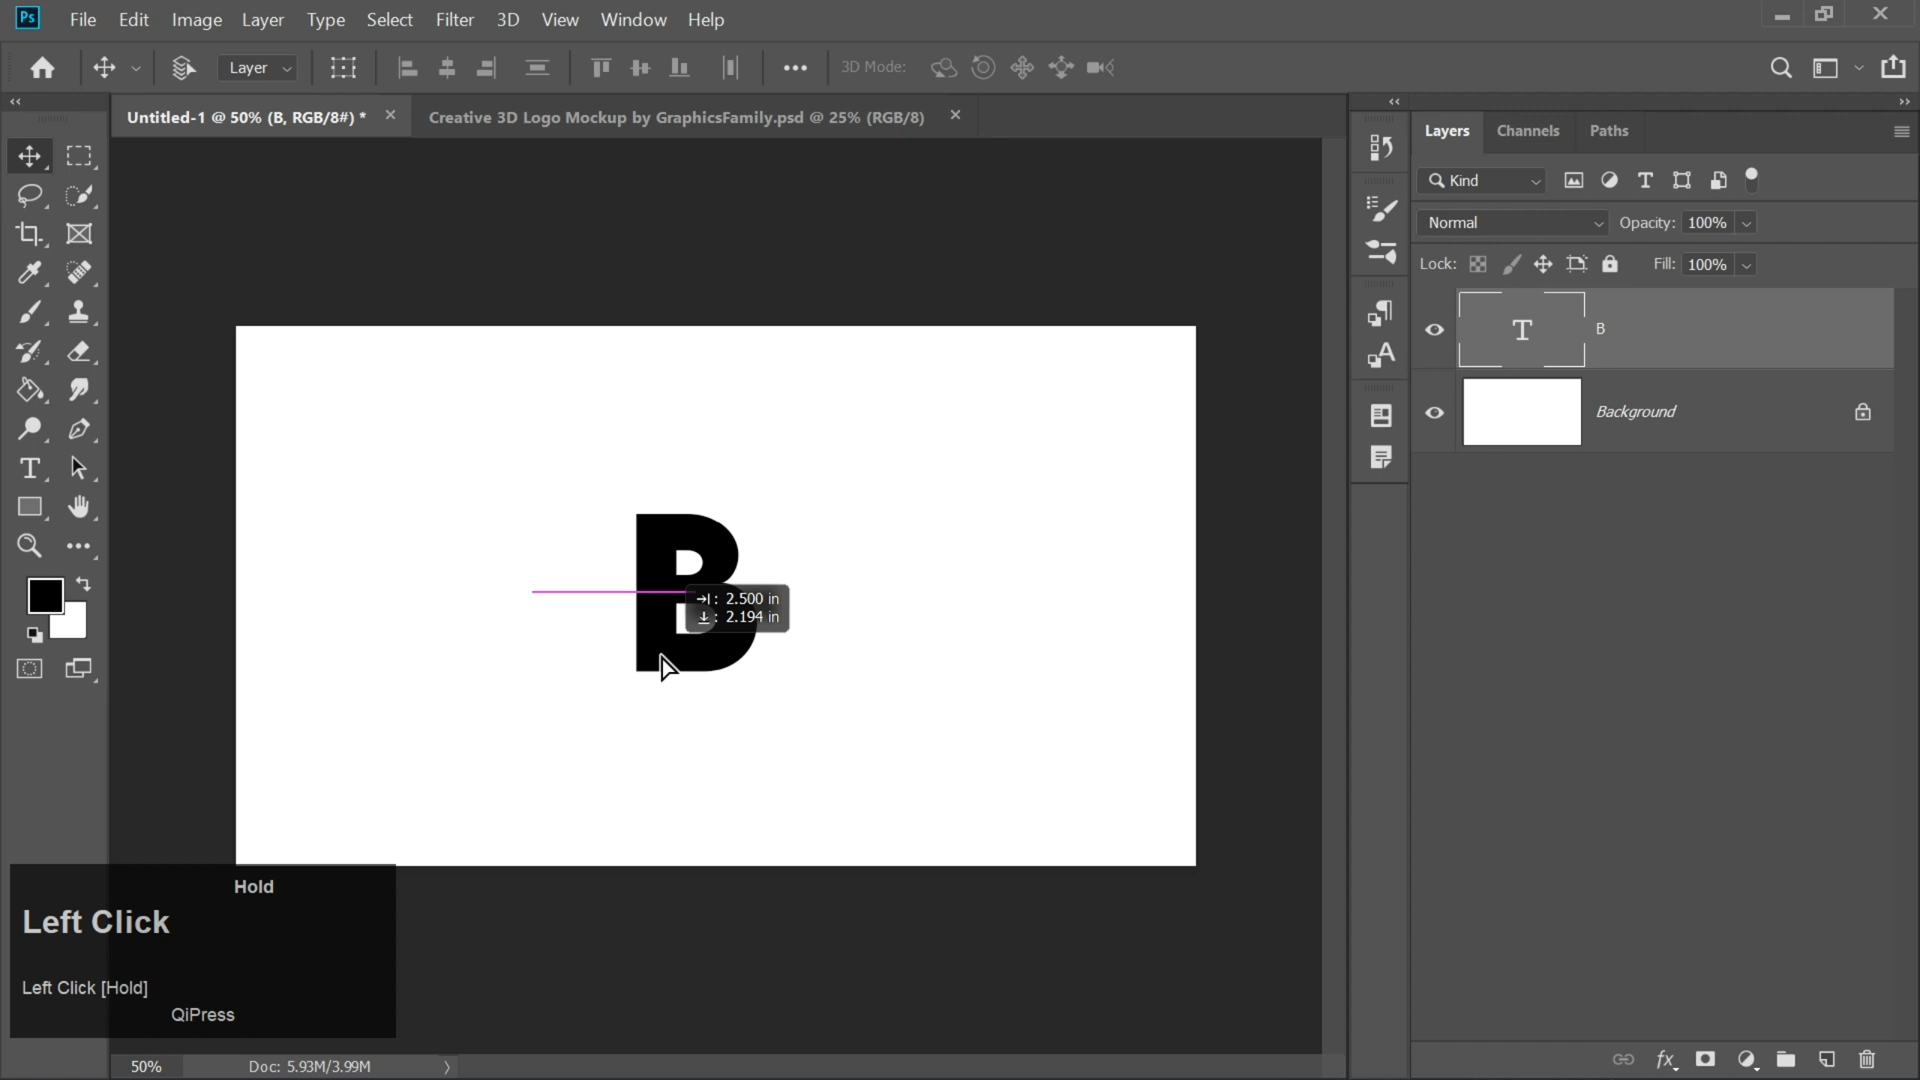 Ps File Edit Image Layer Type Select Filter 3D View Window Help
Layer 3D Mode:
Untitled-1 @ 50% (B, RGB/8#) * Creative 3D Logo Mockup by GraphicsFamily.psd @ 25% (RGB/8)
Layers Channels Paths
Kind
Normal Opacity: 100%
Lock: Fill: 100%
T B
Background
B
: 2.500 in
: 2.194 in
Hold
Left Click
Left Click [Hold]
QiPress
50% Doc: 5.93M/3.99M
fx